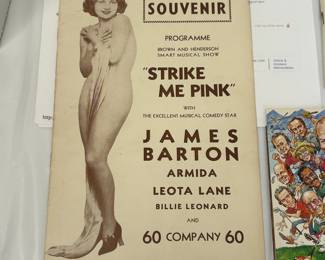 SOUVENIR
PROGRAMME
BROWN AND HENDERSON
SMART MUSICAL SHOW
"STRIKE
ME PINK"
WITH
THE EXCELLENT MUSICAL COMEDY STAR
JAMES
BARTON
ARMIDA
LEOTA LANE
BILLIE LEONARD
AND
60 COMPANY 60